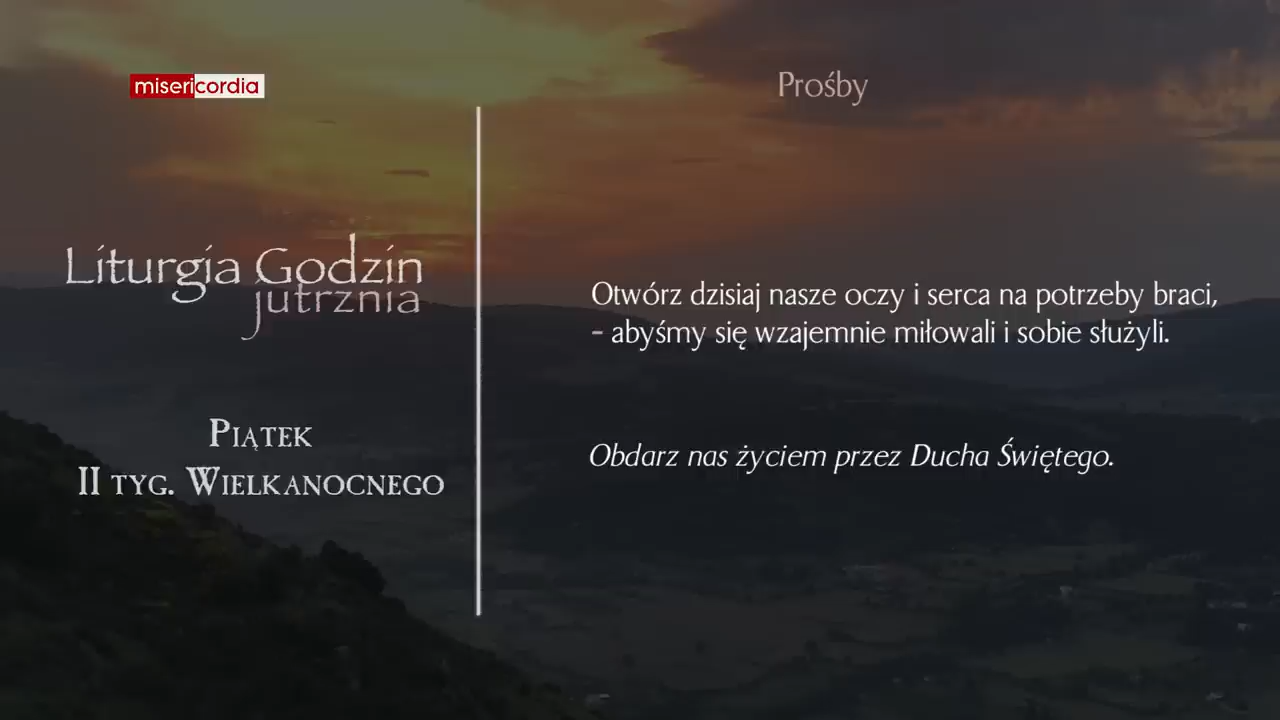 misericordia
Liturgia Godzin
jutrznia
Piątek
II tyg. Wielkanocnego
Prośby
Otwórz dzisiaj nasze oczy i serca na potrzeby braci,
- abyśmy się wzajemnie miłowali i sobie służyli.
Obdarz nas życiem przez Ducha Świętego.